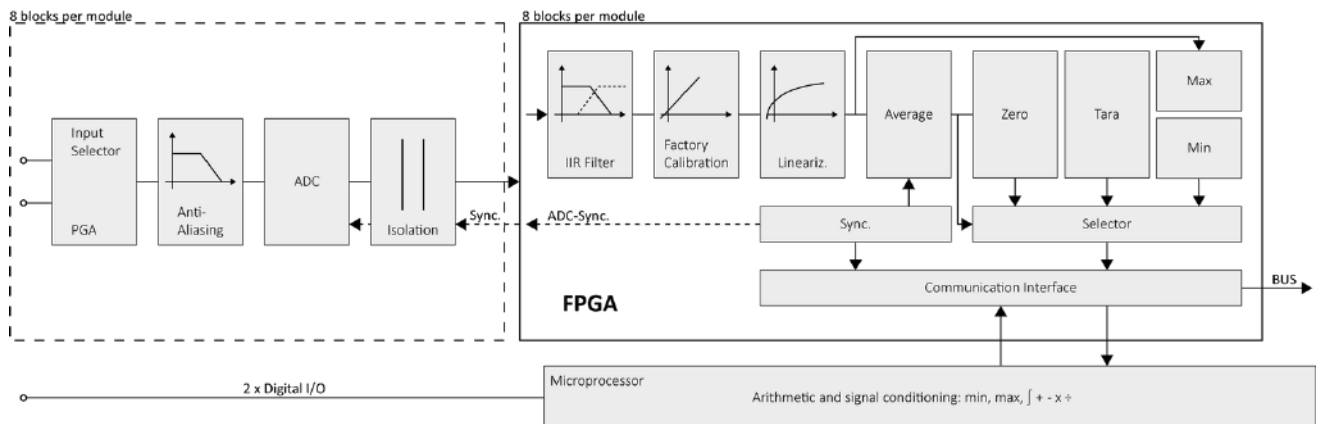 8 blocks per module
8 blocks per module
Input
Selector
PGA
Anti-
Aliasing
ADC
Isolation
Sync.
ADC-Sync.
IIR Filter
Factory
Calibration
Lineariz.
Average
Zero
Tara
Max
Min
Sync.
Selector
Communication Interface
BUS
FPGA
2 x Digital I/O
Microprocessor
Arithmetic and signal conditioning: min, max, ∫ + - x ÷